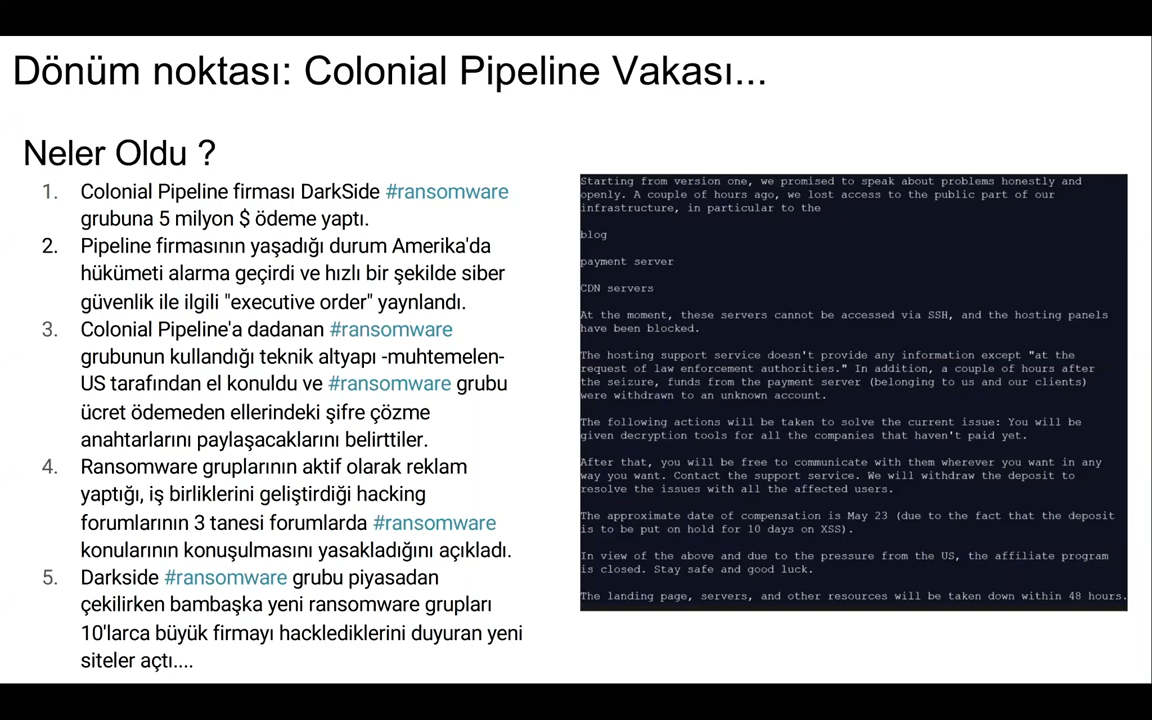 Dönüm noktası: Colonial Pipeline Vakası...
Neler Oldu ?
1. Colonial Pipeline firması DarkSide #ransomware
grubuna 5 milyon $ ödeme yaptı.
2. Pipeline firmasının yaşadığı durum Amerika'da
hükümeti alarma geçirdi ve hızlı bir şekilde siber
güvenlik ile ilgili "executive order" yaynlandı.
3. Colonial Pipeline'a dadanan #ransomware
grubunun kullandığı teknik altyapı -muhtemelen-
US tarafından el konuldu ve #ransomware grubu
ücret ödemeden ellerindeki şifre çözme
anahtarlarını paylaşacaklarını belirttiler.
4. Ransomware gruplarının aktif olarak reklam
yaptığı, iş birliklerini geliştirdiği hacking
forumlarının 3 tanesi forumlarda #ransomware
konularının konuşulmasını yasakladığını açıkladı.
5. Darkside #ransomware grubu piyasadan
çekilirken bambaşka yeni ransomware grupları
10'larca büyük firmayı hacklediklerini duyuran yeni
siteler açtı....
Starting from version one, we promised to speak about problems honestly and
openly. A couple of hours ago, we lost access to the public part of our
infrastructure, in particular to the
blog
payment server
CDN servers
At the moment, these servers cannot be accessed via SSH, and the hosting panels
have been blocked.
The hosting support service doesn't provide any information except "at the
request of law enforcement authorities." In addition, a couple of hours after
the seizure, funds from the payment server (belonging to us and our clients)
were withdrawn to an unknown account.
The following actions will be taken to solve the current issue: You will be
given decryption tools for all the companies that haven't paid yet.
After that, you will be free to communicate with them wherever you want in any
way you want. Contact the support service. We will withdraw the deposit to
resolve the issues with all the affected users.
The approximate date of compensation is May 23 (due to the fact that the deposit
is to be put on hold for 10 days on XSS).
In view of the above and due to the pressure from the US, the affiliate program
is closed. Stay safe and good luck.
The landing page, servers, and other resources will be taken down within 48 hours.